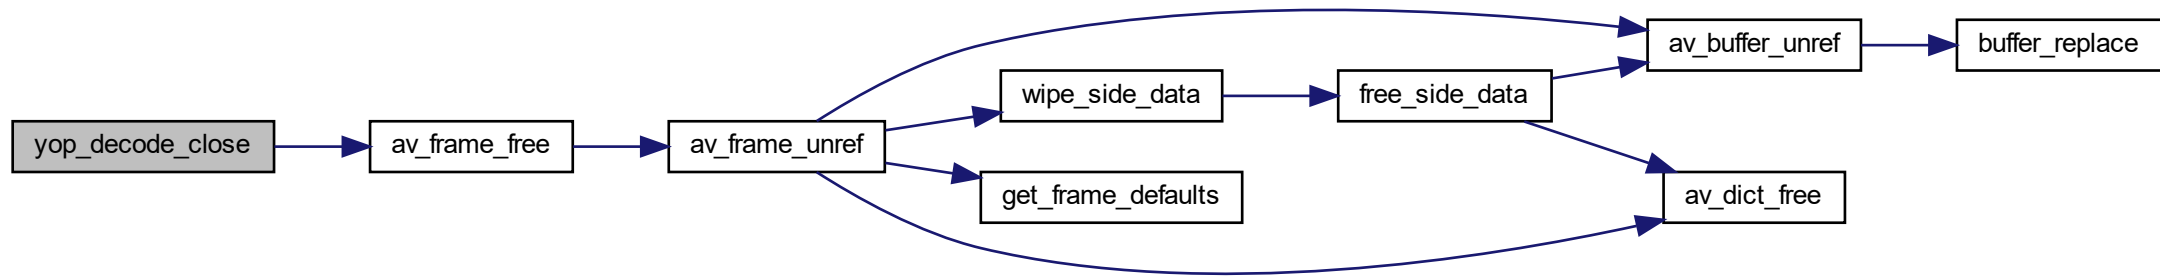 yop_decode_close
av_frame_free
av_frame_unref
wipe_side_data
get_frame_defaults
free_side_data
av_buffer_unref
av_dict_free
buffer_replace